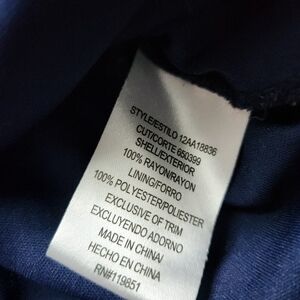 STYLE/ESTILO 12AA18836
CUT/CORTE 650399
SHELL/EXTERIOR
100% RAYON/RAYON
LINING/FORRO
100% POLYESTER/POLIESTER
EXCLUSIVE OF TRIM
EXCLUYENDO ADORNO
MADE IN CHINA/
HECHO EN CHINA
RN#119851